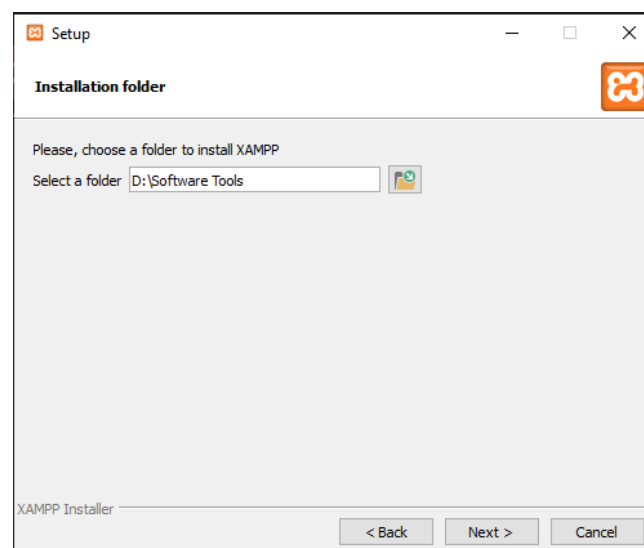 Setup
Installation folder
Please, choose a folder to install XAMPP
Select a folder D:\Software Tools
XAMPP Installer
< Back Next > Cancel